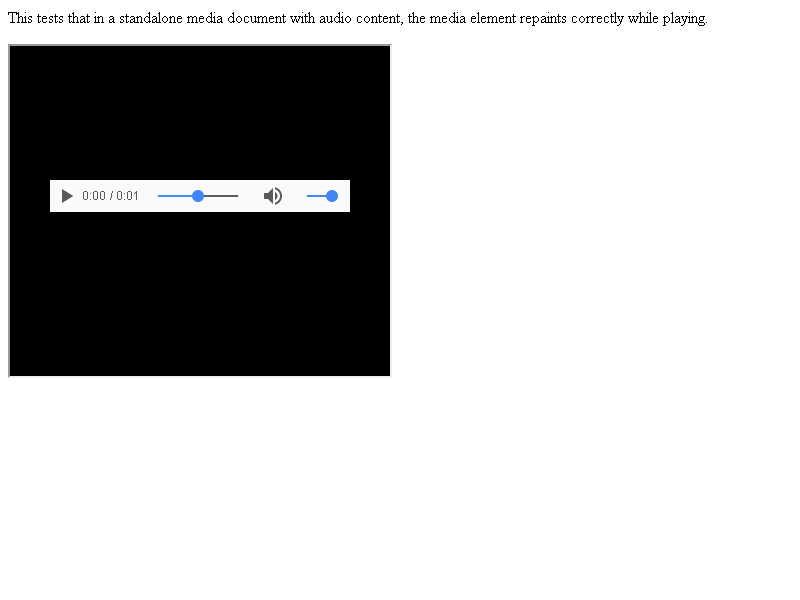 This tests that in a standalone media document with audio content, the media element repaints correctly while playing.
0:00 / 0:01